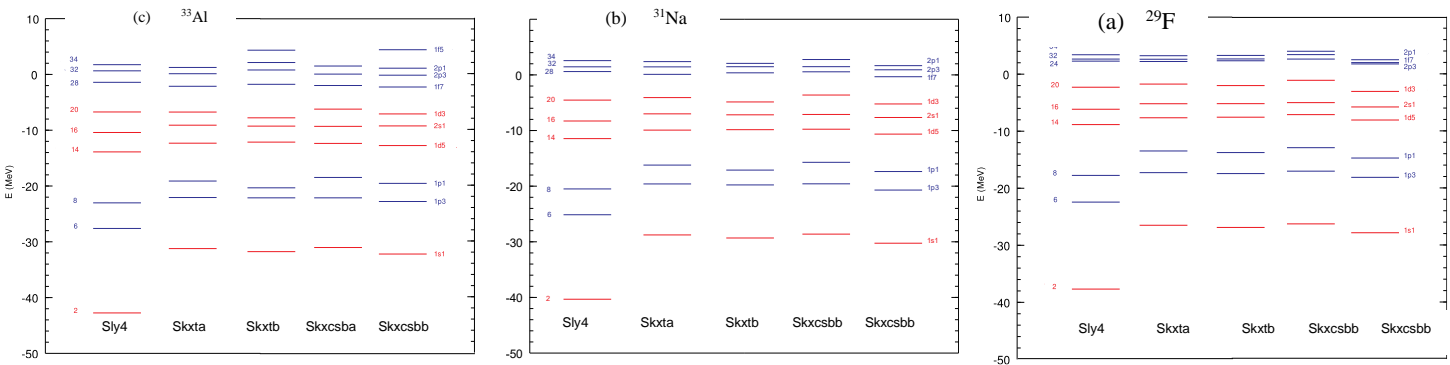 (c) ³³Al
10
0
-10
-20
-30
-40
-50
E (MeV)
34
32
28
20
16
14
8
6
2
1f5
2p1
2p3
1f7
1d3
2s1
1d5
1p1
1p3
1s1
Sly4 Skxta Skxtb Skxcsba Skxcsbb
(b) ³¹Na
10
0
-10
-20
-30
-40
-50
34
32
28
20
16
14
8
6
2
2p1
2p3
1f7
1d3
2s1
1d5
1p1
1p3
1s1
Sly4 Skxta Skxtb Skxcsbb Skxcsbb
(a) ²⁹F
10
0
-10
-20
-30
-40
-50
E (MeV)
32
24
20
16
14
8
6
2
2p1
1f7
2p3
1d3
2s1
1d5
1p1
1p3
1s1
Sly4 Skxta Skxtb Skxcsbb Skxcsbb